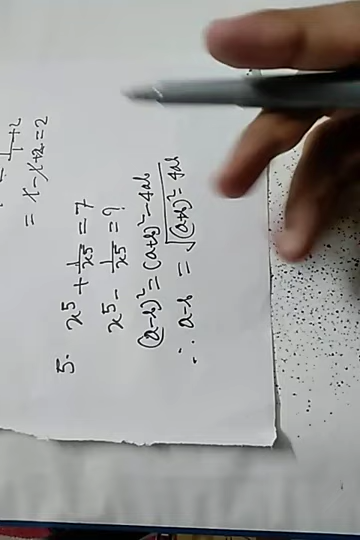 = x - x + 2 = 2
5. x⁵ + 1/x⁵ = 7
x⁵ - 1/x⁵ = ?
(a-b)² = (a+b)² - 4ab
∴ a-b = √(a+b)² - 4ab